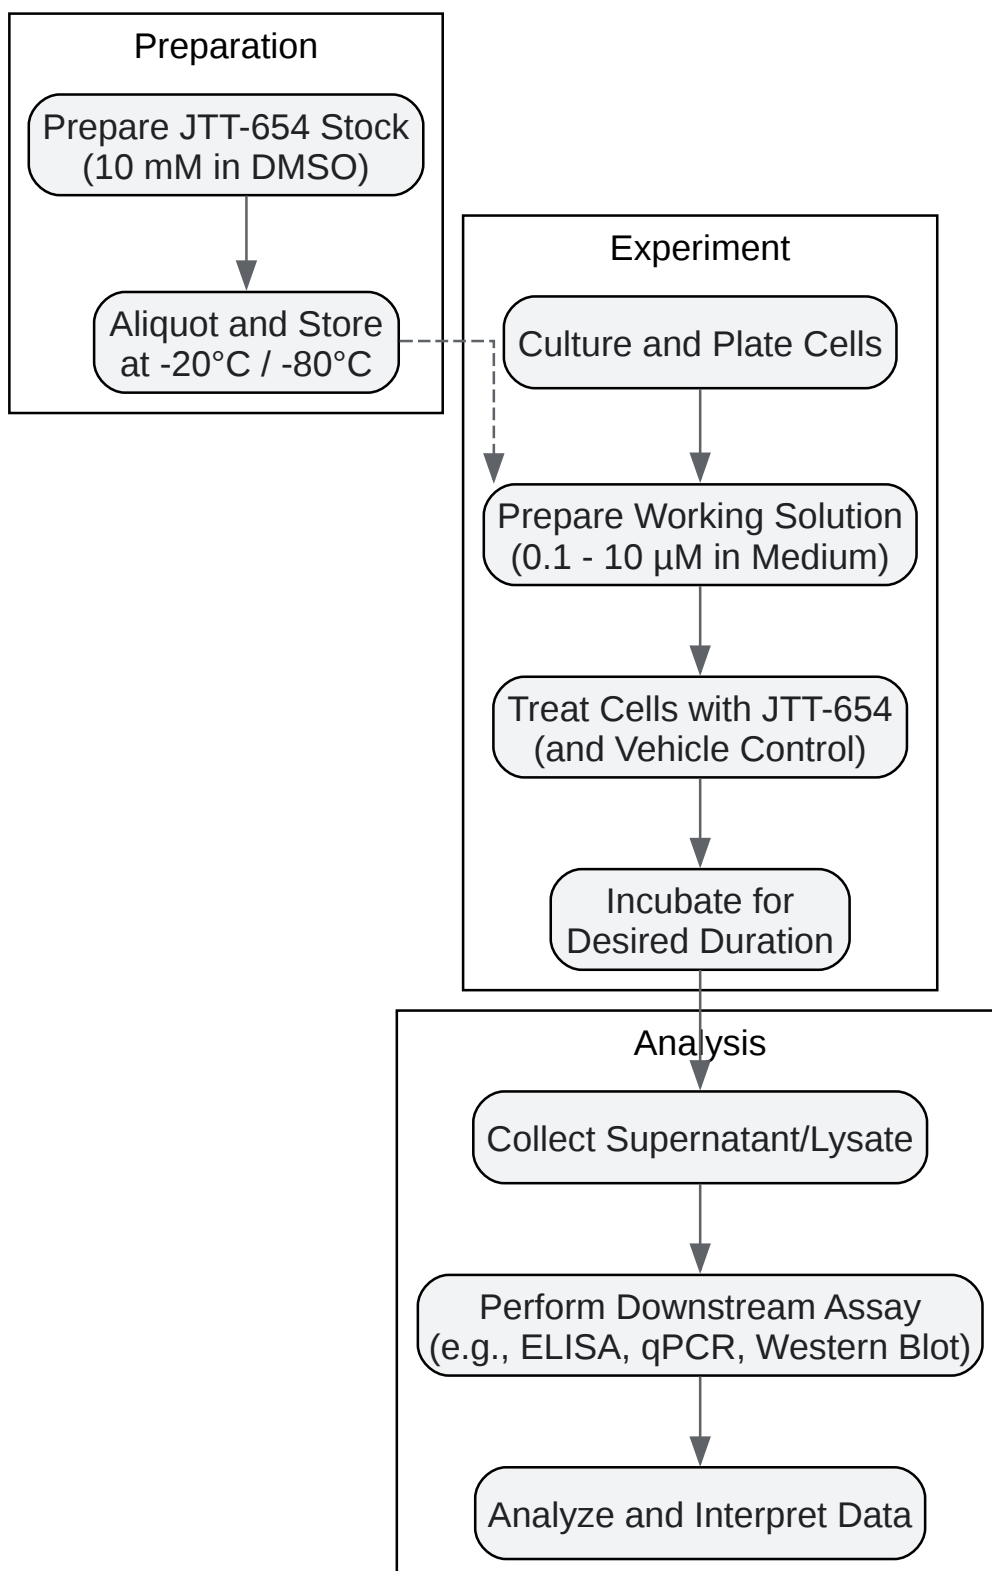 Preparation
Prepare JTT-654 Stock
(10 mM in DMSO)
Aliquot and Store
at -20°C / -80°C
Experiment
Culture and Plate Cells
Prepare Working Solution
(0.1 - 10 µM in Medium)
Treat Cells with JTT-654
(and Vehicle Control)
Incubate for
Desired Duration
Analysis
Collect Supernatant/Lysate
Perform Downstream Assay
(e.g., ELISA, qPCR, Western Blot)
Analyze and Interpret Data